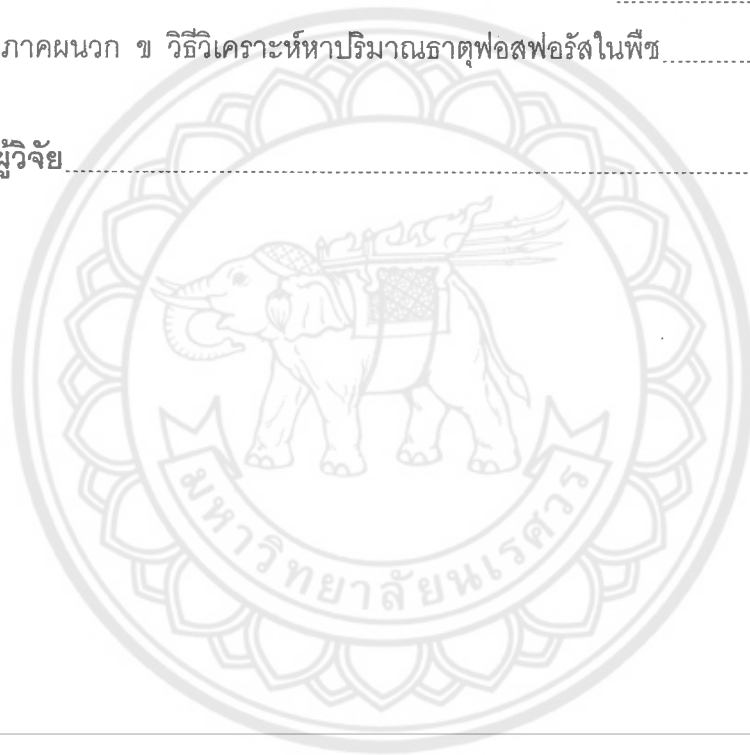 ภาคผนวก ข วิธีวิเคราะห์หาปริมาณธาตุฟอสฟอรัสในพืช
ผู้วิจัย
มหาวิทยาลัยนเรศวร